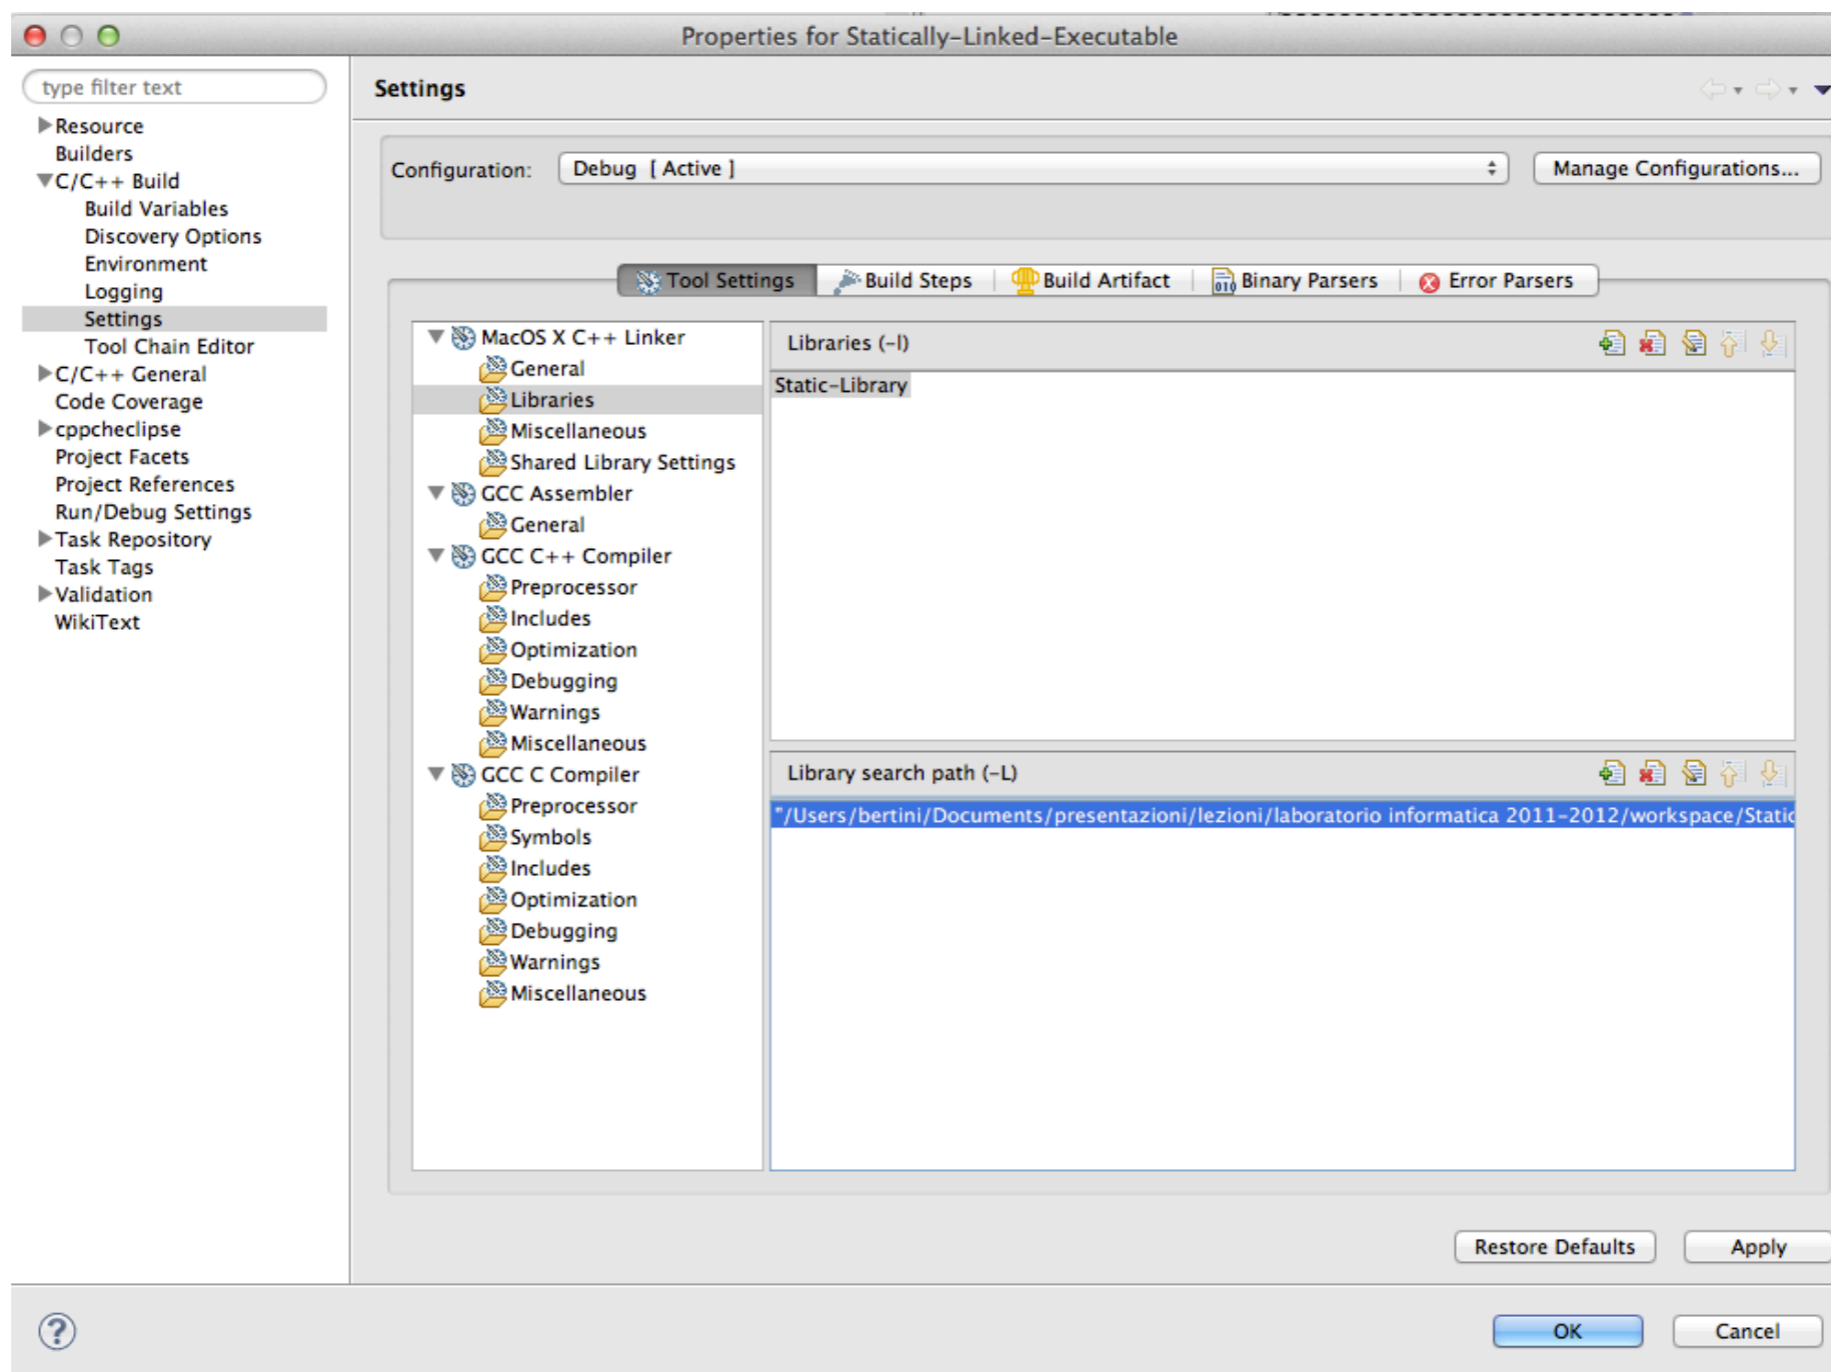 Properties for Statically-Linked-Executable
type filter text
Resource
Builders
C/C++ Build
Build Variables
Discovery Options
Environment
Logging
Settings
Tool Chain Editor
C/C++ General
Code Coverage
cppcheclipse
Project Facets
Project References
Run/Debug Settings
Task Repository
Task Tags
Validation
WikiText
Settings
Configuration:
Debug [ Active ]
Manage Configurations...
Tool Settings
Build Steps
Build Artifact
Binary Parsers
Error Parsers
MacOS X C++ Linker
General
Libraries
Miscellaneous
Shared Library Settings
GCC Assembler
General
GCC C++ Compiler
Preprocessor
Includes
Optimization
Debugging
Warnings
Miscellaneous
GCC C Compiler
Preprocessor
Symbols
Includes
Optimization
Debugging
Warnings
Miscellaneous
Libraries (-l)
Static-Library
Library search path (-L)
"/Users/bertini/Documents/presentazioni/lezioni/laboratorio informatica 2011-2012/workspace/Static
Restore Defaults
Apply
?
OK
Cancel